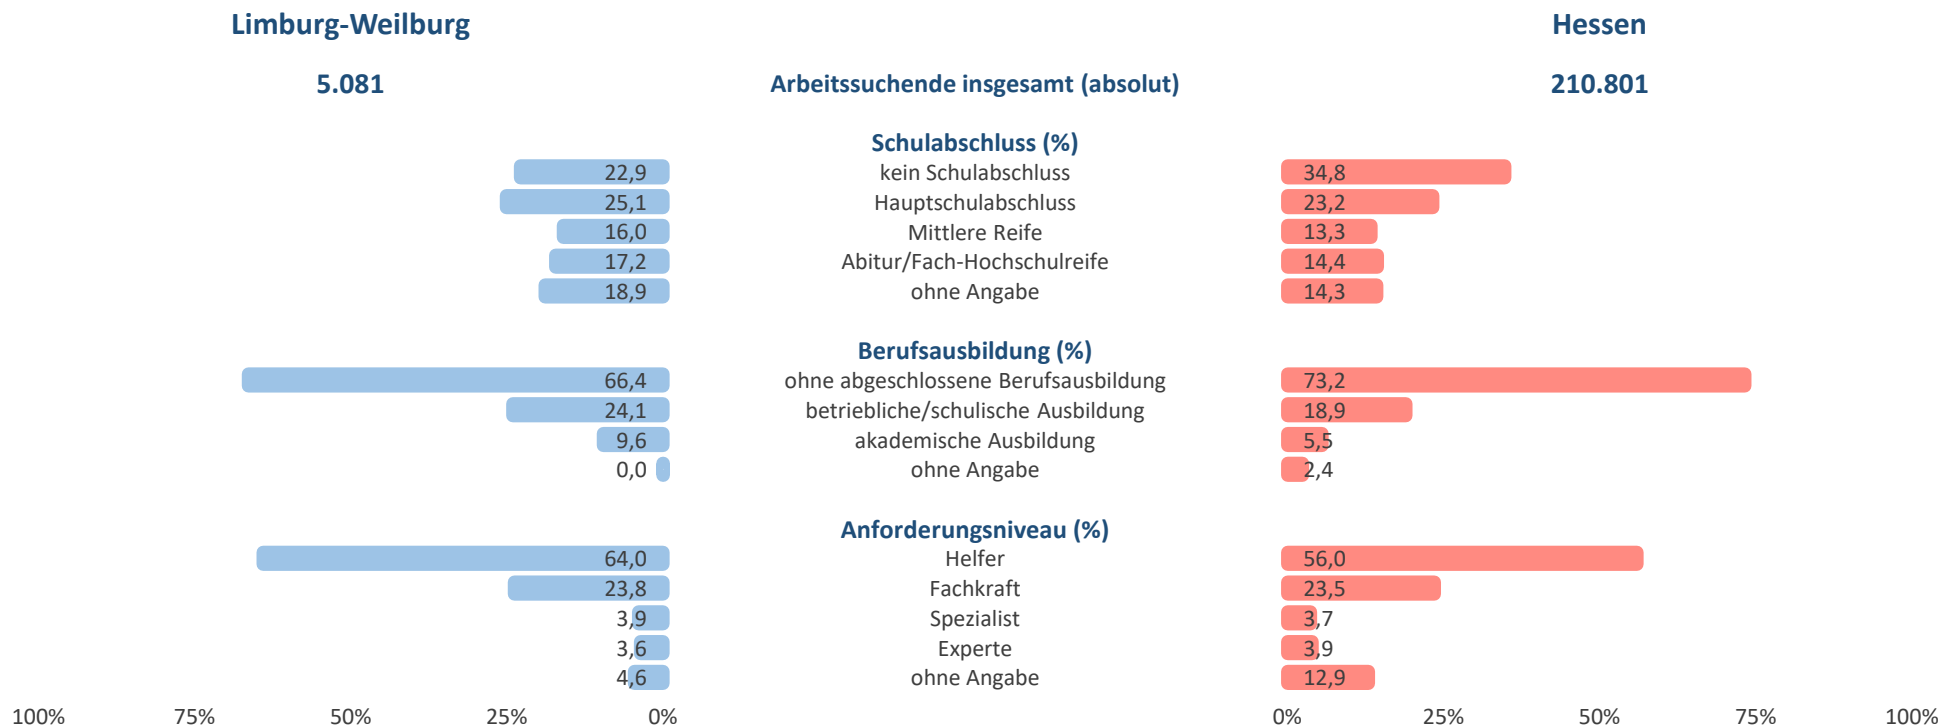 Limburg-Weilburg Hessen
5.081 Arbeitssuchende insgesamt (absolut) 210.801
Schulabschluss (%)
22,9 kein Schulabschluss 34,8
25,1 Hauptschulabschluss 23,2
16,0 Mittlere Reife 13,3
17,2 Abitur/Fach-Hochschulreife 14,4
18,9 ohne Angabe 14,3
Berufsausbildung (%)
66,4 ohne abgeschlossene Berufsausbildung 73,2
24,1 betriebliche/schulische Ausbildung 18,9
9,6 akademische Ausbildung 5,5
0,0 ohne Angabe 2,4
Anforderungsniveau (%)
64,0 Helfer 56,0
23,8 Fachkraft 23,5
3,9 Spezialist 3,7
3,6 Experte 3,9
4,6 ohne Angabe 12,9
100% 75% 50% 25% 0% 0% 25% 50% 75% 100%